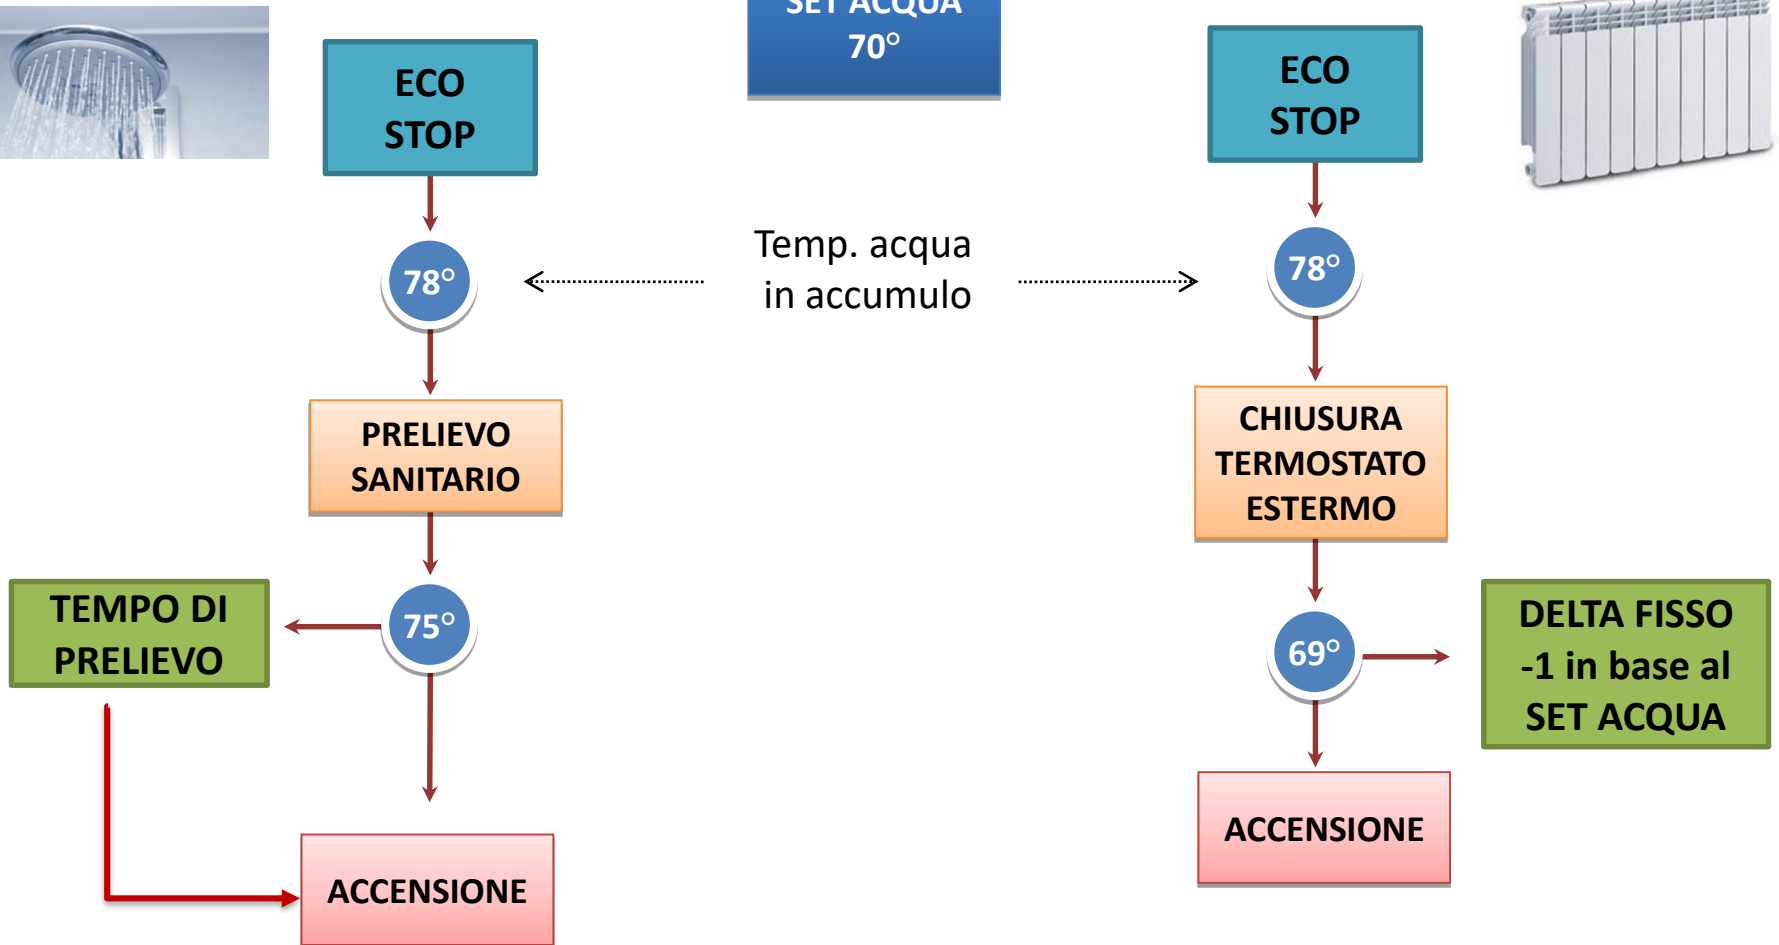 SET ACQUA
70°
ECO
STOP
78°
PRELIEVO
SANITARIO
75°
TEMPO DI
PRELIEVO
ACCENSIONE
Temp. acqua
in accumulo
ECO
STOP
78°
CHIUSURA
TERMOSTATO
ESTERMO
69°
DELTA FISSO
-1 in base al
SET ACQUA
ACCENSIONE